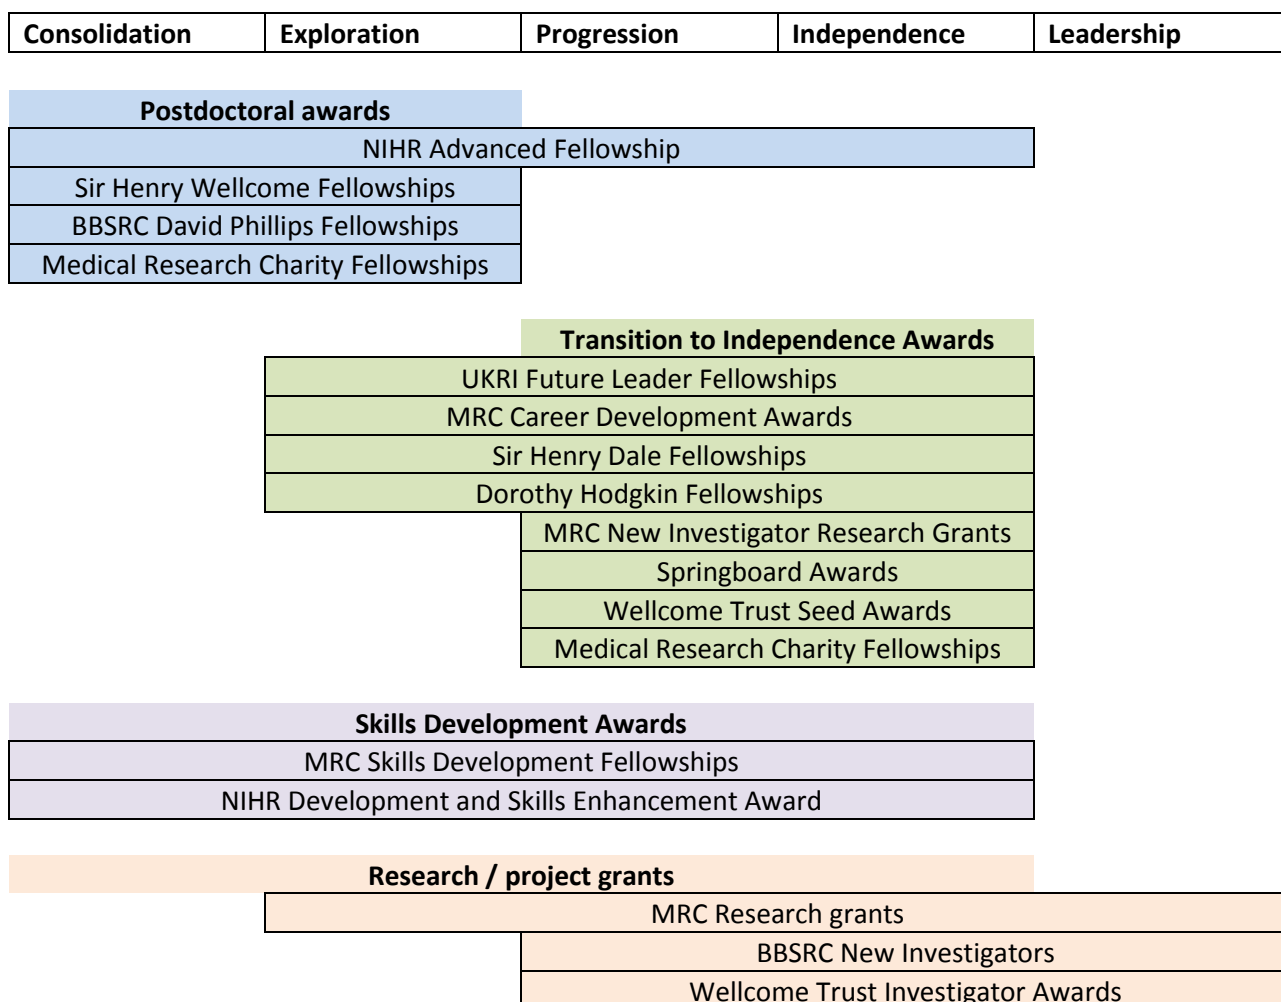 Consolidation Exploration Progression Independence Leadership
Postdoctoral awards
NIHR Advanced Fellowship
Sir Henry Wellcome Fellowships
BBSRC David Phillips Fellowships
Medical Research Charity Fellowships
Transition to Independence Awards
UKRI Future Leader Fellowships
MRC Career Development Awards
Sir Henry Dale Fellowships
Dorothy Hodgkin Fellowships
MRC New Investigator Research Grants
Springboard Awards
Wellcome Trust Seed Awards
Medical Research Charity Fellowships
Skills Development Awards
MRC Skills Development Fellowships
NIHR Development and Skills Enhancement Award
Research / project grants
MRC Research grants
BBSRC New Investigators
Wellcome Trust Investigator Awards